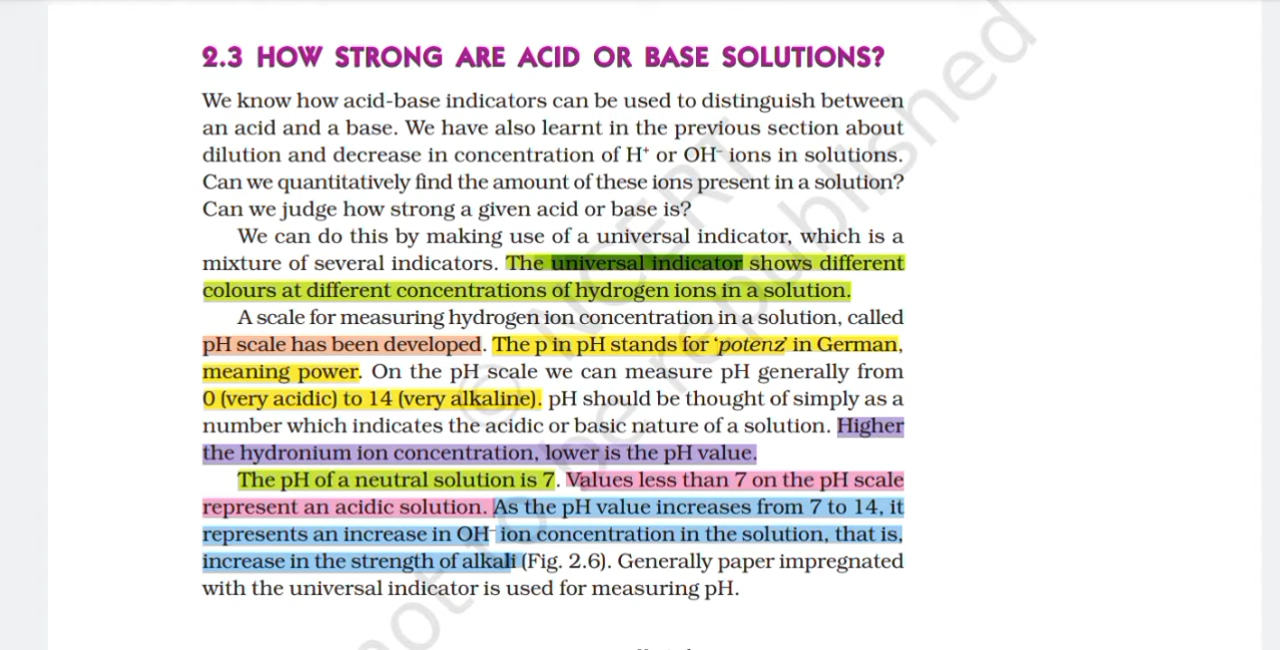 2.3 HOW STRONG ARE ACID OR BASE SOLUTIONS?
We know how acid-base indicators can be used to distinguish between
an acid and a base. We have also learnt in the previous section about
dilution and decrease in concentration of H⁺ or OH⁻ ions in solutions.
Can we quantitatively find the amount of these ions present in a solution?
Can we judge how strong a given acid or base is?
We can do this by making use of a universal indicator, which is a
mixture of several indicators. The universal indicator shows different
colours at different concentrations of hydrogen ions in a solution.
A scale for measuring hydrogen ion concentration in a solution, called
pH scale has been developed. The p in pH stands for ‘potenz’ in German,
meaning power. On the pH scale we can measure pH generally from
0 (very acidic) to 14 (very alkaline). pH should be thought of simply as a
number which indicates the acidic or basic nature of a solution. Higher
the hydronium ion concentration, lower is the pH value.
The pH of a neutral solution is 7. Values less than 7 on the pH scale
represent an acidic solution. As the pH value increases from 7 to 14, it
represents an increase in OH⁻ ion concentration in the solution, that is,
increase in the strength of alkali (Fig. 2.6). Generally paper impregnated
with the universal indicator is used for measuring pH.
© NCERT
not to be republished